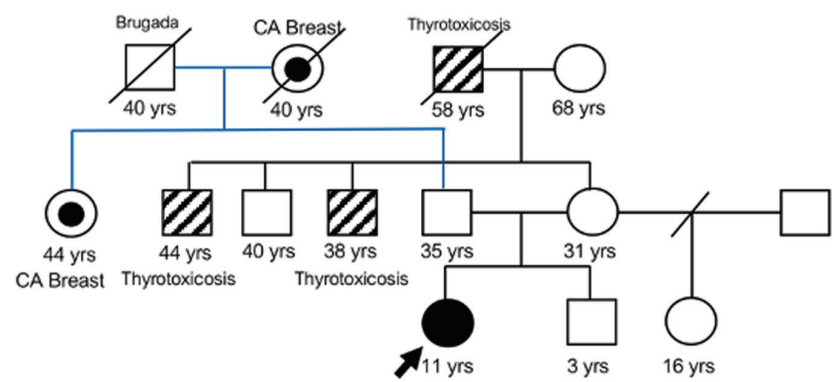 Brugada
CA Breast
Thyrotoxicosis
40 yrs
40 yrs
58 yrs
68 yrs
44 yrs
44 yrs
40 yrs
38 yrs
35 yrs
31 yrs
CA Breast
Thyrotoxicosis
Thyrotoxicosis
11 yrs
3 yrs
16 yrs